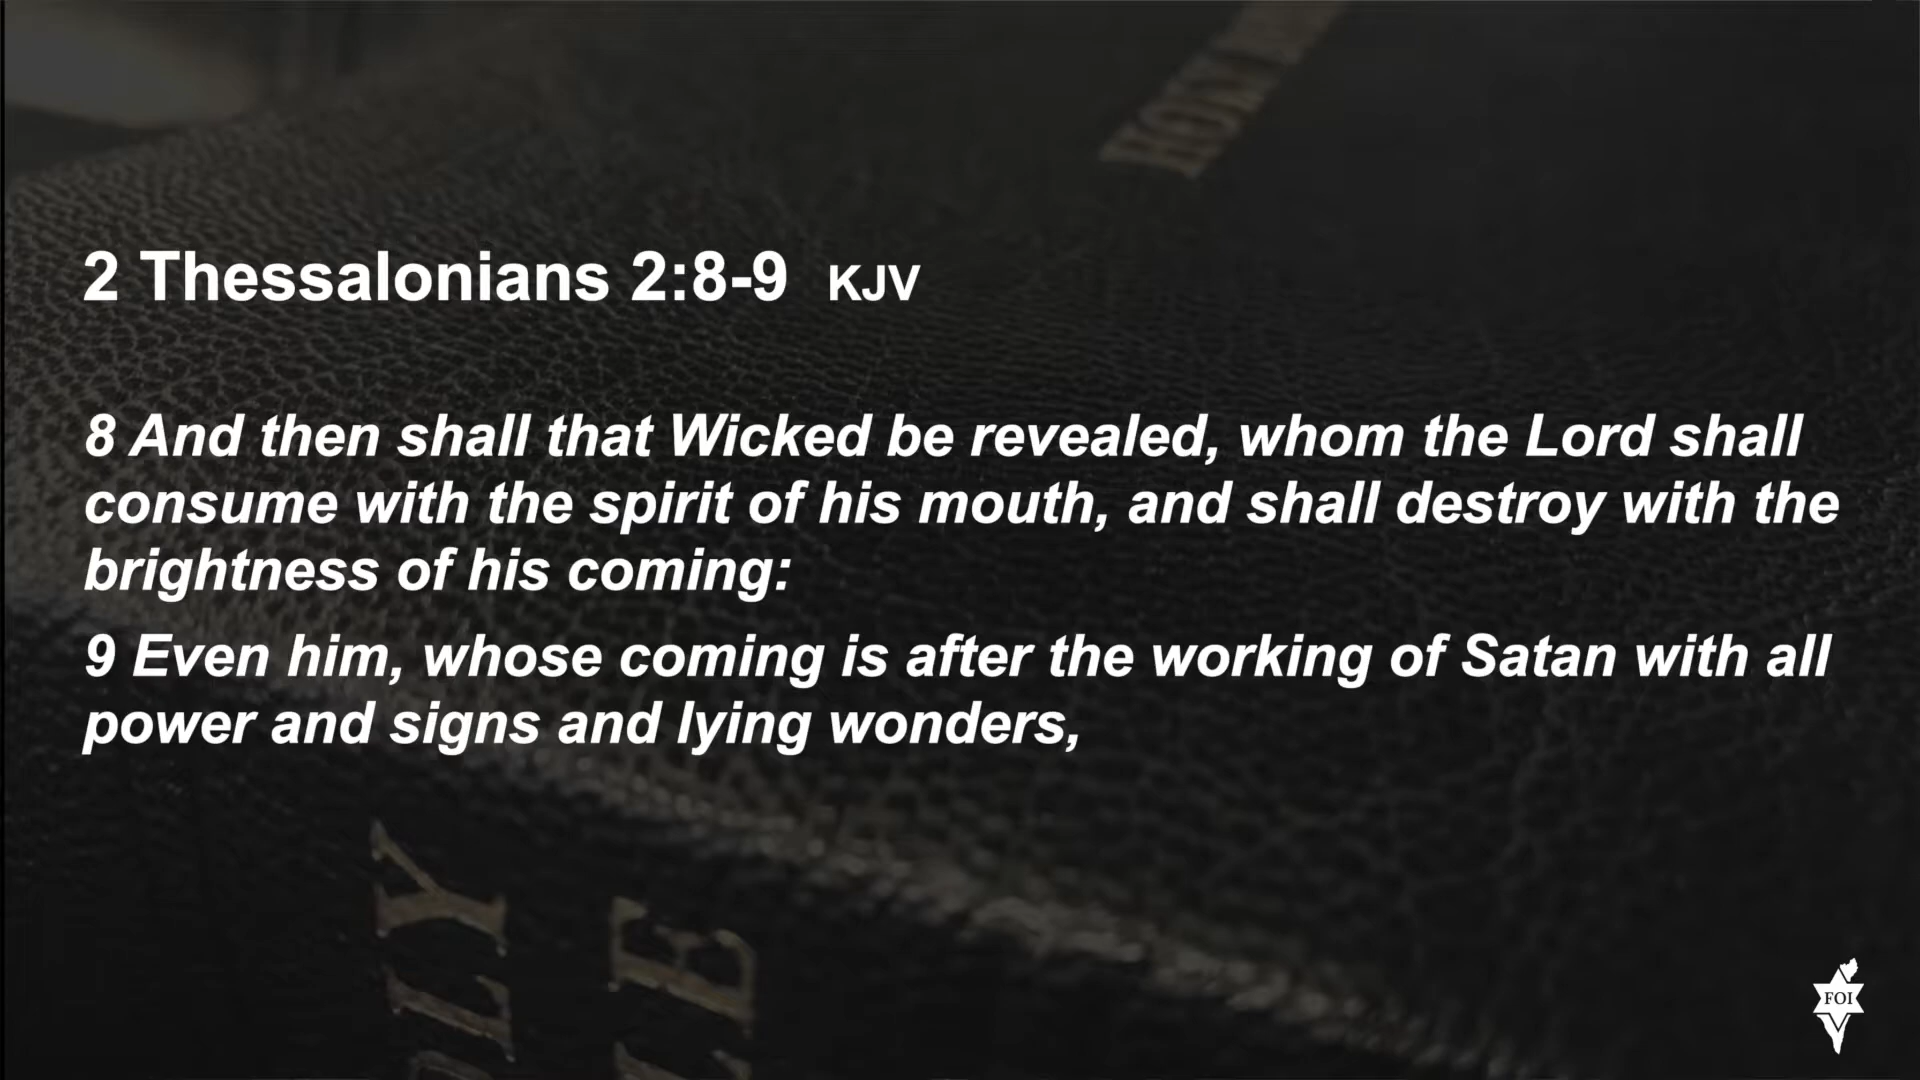 HOLY
2 Thessalonians 2:8-9 KJV
8 And then shall that Wicked be revealed, whom the Lord shall
consume with the spirit of his mouth, and shall destroy with the
brightness of his coming:
9 Even him, whose coming is after the working of Satan with all
power and signs and lying wonders,
FOI